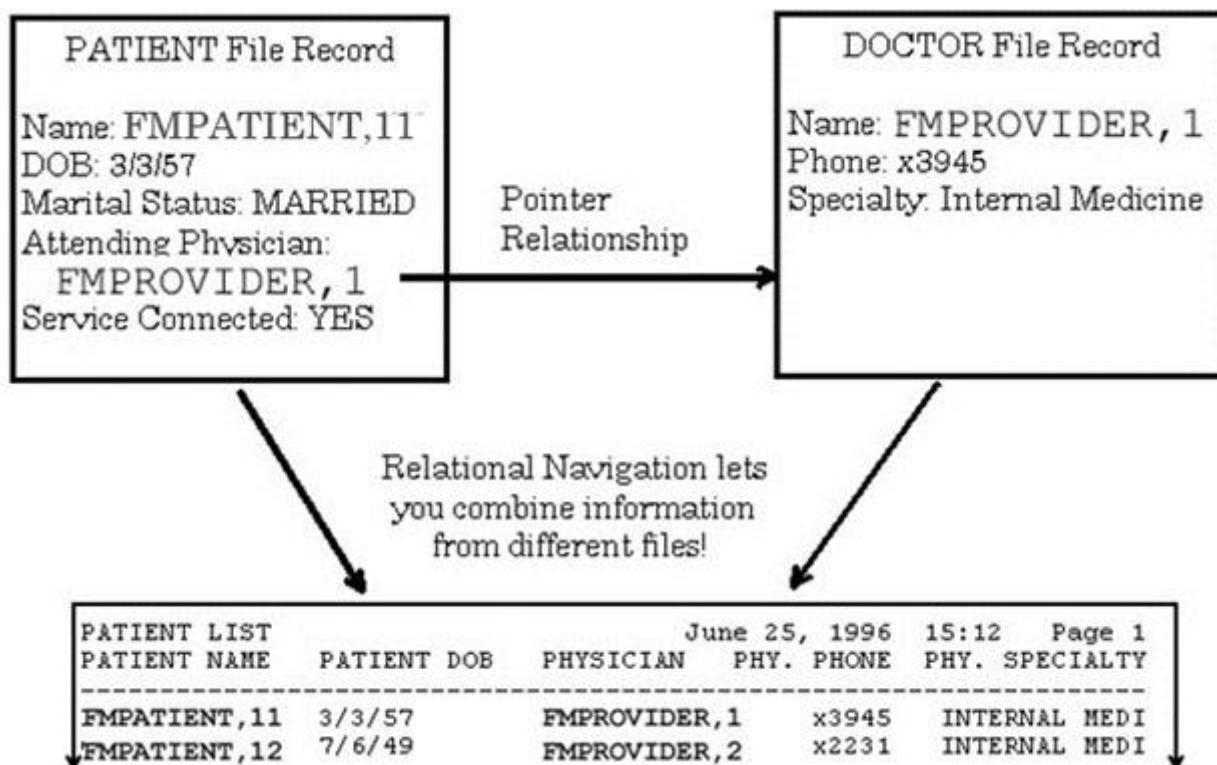 PATIENT File Record
Name: FMPATIENT,11
DOB: 3/3/57
Marital Status: MARRIED
Attending Physician:
FMPROVIDER, 1
Service Connected: YES
Pointer
Relationship
DOCTOR File Record
Name: FMPROVIDER, 1
Phone: x3945
Specialty: Internal Medicine
Relational Navigation lets
you combine information
from different files!
PATIENT LIST June 25, 1996 15:12 Page 1
PATIENT NAME PATIENT DOB PHYSICIAN PHY. PHONE PHY. SPECIALTY
--------------------------------------------------------------------------
FMPATIENT,11 3/3/57 FMPROVIDER,1 x3945 INTERNAL MEDI
FMPATIENT,12 7/6/49 FMPROVIDER,2 x2231 INTERNAL MEDI